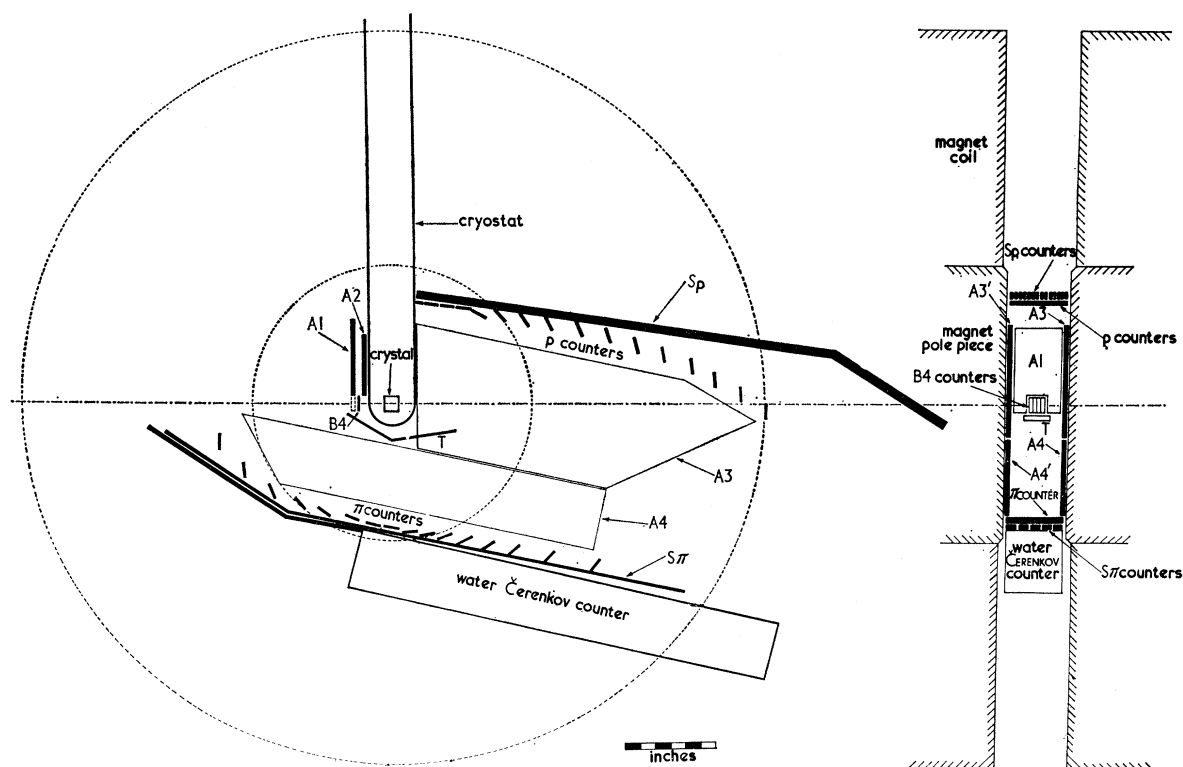 cryostat
Sp
A2
A1
crystal
p counters
B4
T
A3
A4
π counters
Sπ
water Čerenkov counter
inches
magnet
coil
Sp counters
A3'
A3
p counters
magnet
pole piece
A1
B4 counters
T
A4
A4'
π COUNTER
water
ČERENKOV
counter
Sπ counters